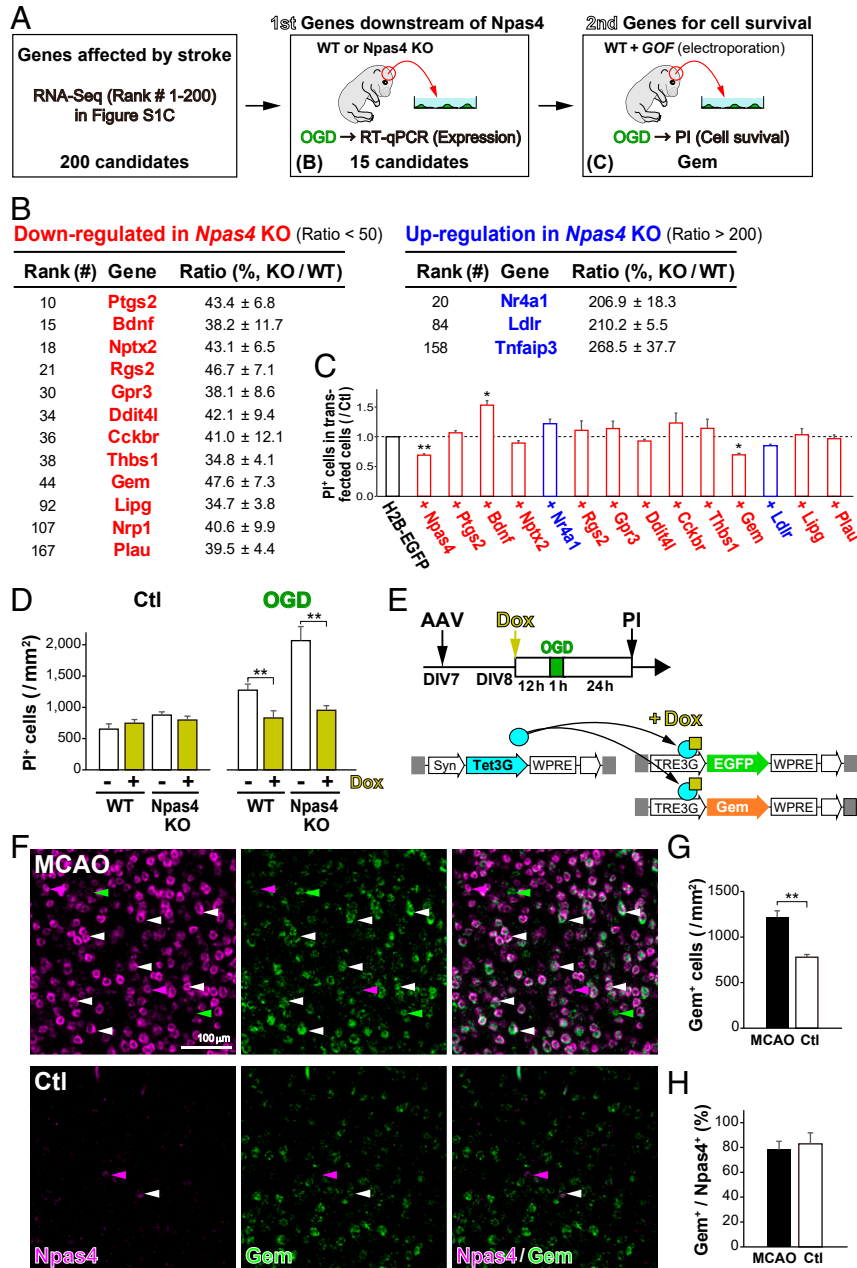 A
Genes affected by stroke
RNA-Seq (Rank # 1-200)
in Figure S1C
200 candidates
1st Genes downstream of Npas4
WT or Npas4 KO
OGD → RT-qPCR (Expression)
(B) 15 candidates
2nd Genes for cell survival
WT + GOF (electroporation)
OGD → PI (Cell suvival)
(C) Gem
B
Down-regulated in Npas4 KO (Ratio < 50)
Rank (#) Gene Ratio (%, KO / WT)
10 Ptgs2 43.4 ± 6.8
15 Bdnf 38.2 ± 11.7
18 Nptx2 43.1 ± 6.5
21 Rgs2 46.7 ± 7.1
30 Gpr3 38.1 ± 8.6
34 Ddit4l 42.1 ± 9.4
36 Cckbr 41.0 ± 12.1
38 Thbs1 34.8 ± 4.1
44 Gem 47.6 ± 7.3
92 Lipg 34.7 ± 3.8
107 Nrp1 40.6 ± 9.9
167 Plau 39.5 ± 4.4
Up-regulation in Npas4 KO (Ratio > 200)
Rank (#) Gene Ratio (%, KO / WT)
20 Nr4a1 206.9 ± 18.3
84 Ldlr 210.2 ± 5.5
158 Tnfaip3 268.5 ± 37.7
C
PI+ cells in trans-
fected cells (/ Ctl)
1.5
1.0
0.5
0
**
*
*
H2B-EGFP
+ Npas4
+ Ptgs2
+ Bdnf
+ Nptx2
+ Nr4a1
+ Rgs2
+ Gpr3
+ Ddit4l
+ Cckbr
+ Thbs1
+ Gem
+ Ldlr
+ Lipg
+ Plau
D
Ctl
OGD
PI+ cells (/mm²)
2,000
1,500
1,000
500
0
**
**
- + - + - + - + Dox
WT Npas4 KO WT Npas4 KO
E
AAV
Dox
PI
OGD
DIV7
DIV8
12h 1h 24h
+ Dox
Syn Tet3G WPRE
TRE3G EGFP WPRE
TRE3G Gem WPRE
F
MCAO
100 μm
Ctl
Npas4
Gem
Npas4 / Gem
G
Gem+ cells (/mm²)
1500
1000
500
0
**
MCAO Ctl
H
Gem+ / Npas4+ (%)
80
60
40
20
0
MCAO Ctl